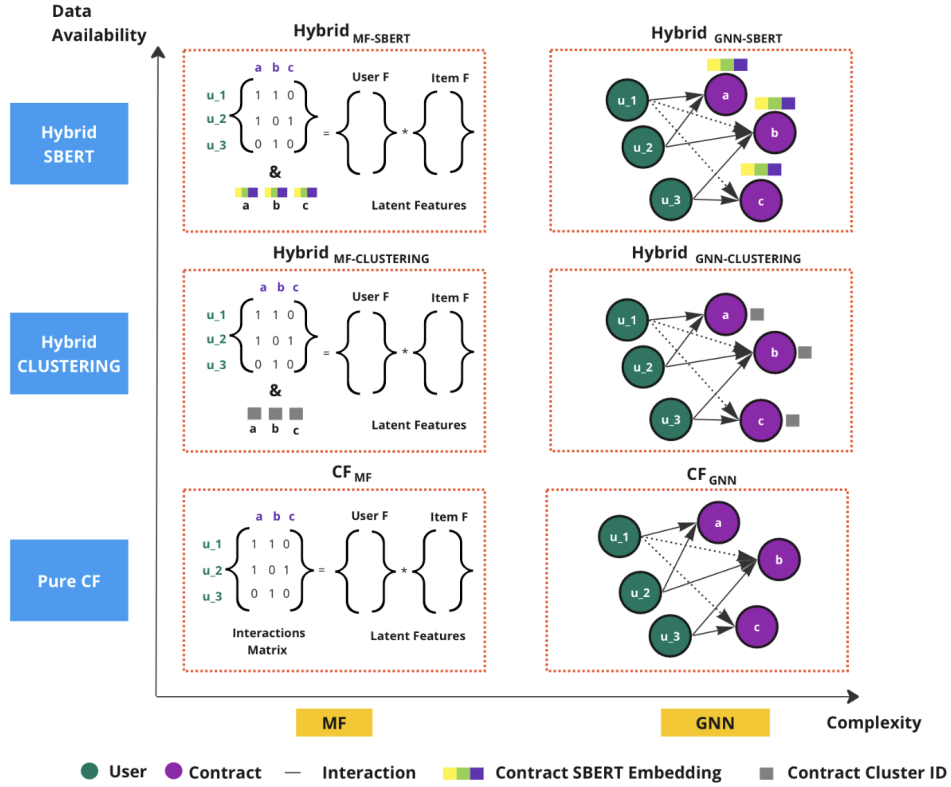 Data
Availability
Hybrid MF-SBERT
Hybrid GNN-SBERT
Hybrid
SBERT
a b c
User F
Item F
u_1
1 1 0
u_2
1 0 1
= *
u_3
0 1 0
&
a b c
Latent Features
u_1
a
u_2
b
u_3
c
Hybrid MF-CLUSTERING
Hybrid GNN-CLUSTERING
Hybrid
CLUSTERING
a b c
User F
Item F
u_1
1 1 0
u_2
1 0 1
= *
u_3
0 1 0
&
a b c
Latent Features
u_1
a
u_2
b
u_3
c
CF MF
CF GNN
Pure CF
a b c
User F
Item F
u_1
1 1 0
u_2
1 0 1
= *
u_3
0 1 0
Interactions
Matrix
Latent Features
u_1
a
b
u_2
u_3
c
MF
GNN
Complexity
User
Contract
Interaction
Contract SBERT Embedding
Contract Cluster ID